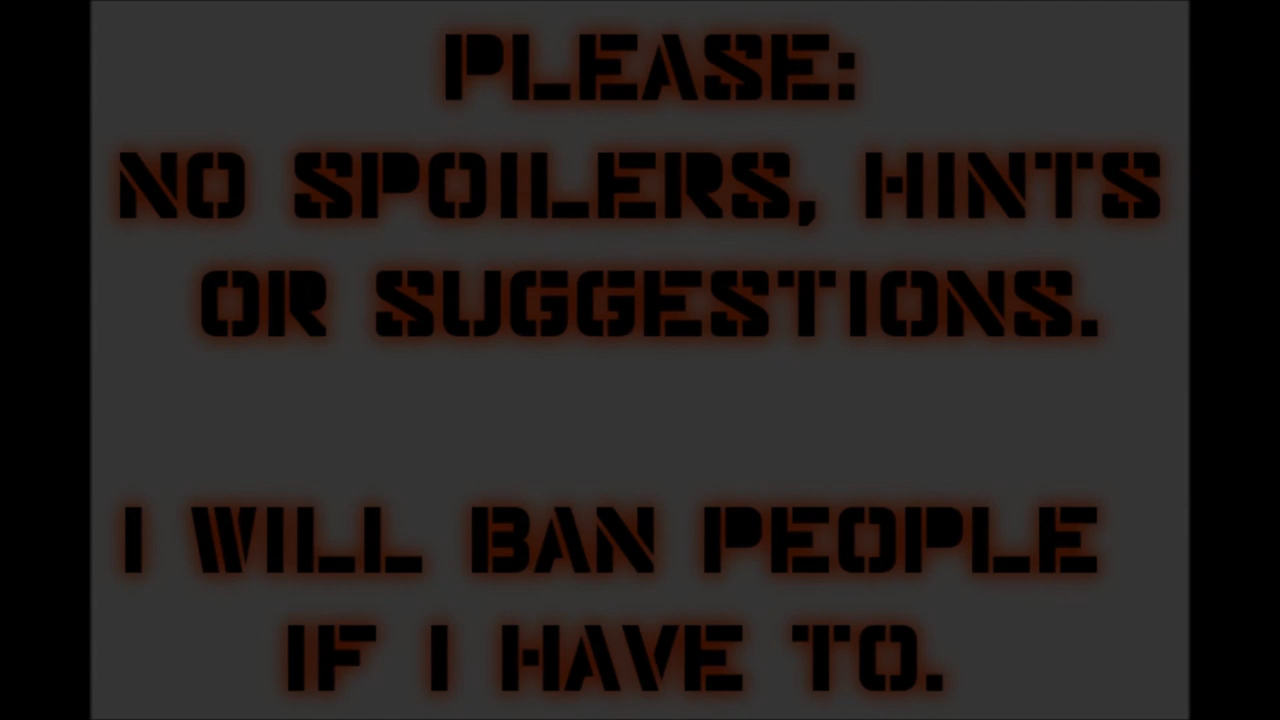 PLEASE:
NO SPOILERS, HINTS
OR SUGGESTIONS.
I WILL BAN PEOPLE
IF I HAVE TO.